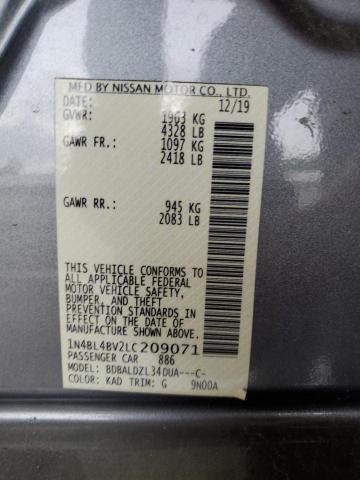 MFD BY NISSAN MOTOR CO., LTD.
DATE: 12/19
GVWR: 1963 KG
4328 LB
GAWR FR.: 1097 KG
2418 LB
GAWR RR.: 945 KG
2083 LB
THIS VEHICLE CONFORMS TO
ALL APPLICABLE FEDERAL
MOTOR VEHICLE SAFETY,
BUMPER, AND THEFT
PREVENTION STANDARDS
IN EFFECT ON THE DATE OF
MANUFACTURE SHOWN ABOVE.
1N4BL4BV2LC209071
PASSENGER CAR 886
MODEL: BDBALDZL34DUA---C-
COLOR: KAD TRIM: G 9N00A